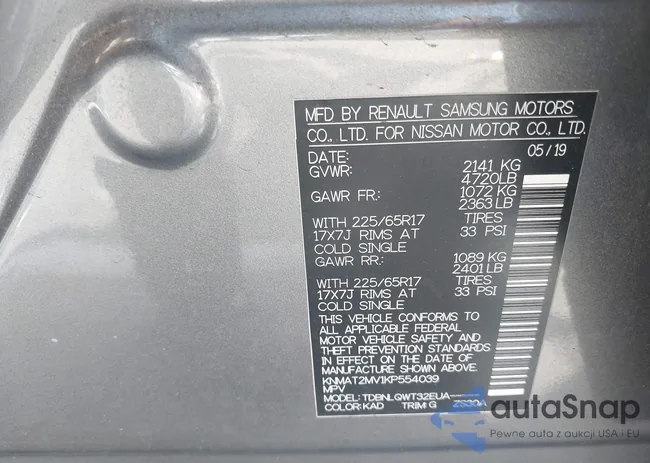 MFD BY RENAULT SAMSUNG MOTORS
CO., LTD. FOR NISSAN MOTOR CO., LTD.
DATE: 05/19
GVWR: 2141 KG
4720LB
GAWR FR: 1072 KG
2363LB
WITH 225/65R17 TIRES
17X7J RIMS AT 33 PSI
COLD SINGLE
GAWR RR: 1089 KG
2401LB
WITH 225/65R17 TIRES
17X7J RIMS AT 33 PSI
COLD SINGLE
THIS VEHICLE CONFORMS TO
ALL APPLICABLE FEDERAL
MOTOR VEHICLE SAFETY AND
THEFT PREVENTION STANDARDS
IN EFFECT ON THE DATE OF
MANUFACTURE SHOWN ABOVE.
KNMAT2MV1KP554039
MPV
MODEL: TDBNLQWT32EUA-----
COLOR: KAD TRIM: G
autoSnap
Pewne auto z aukcji USA i EU